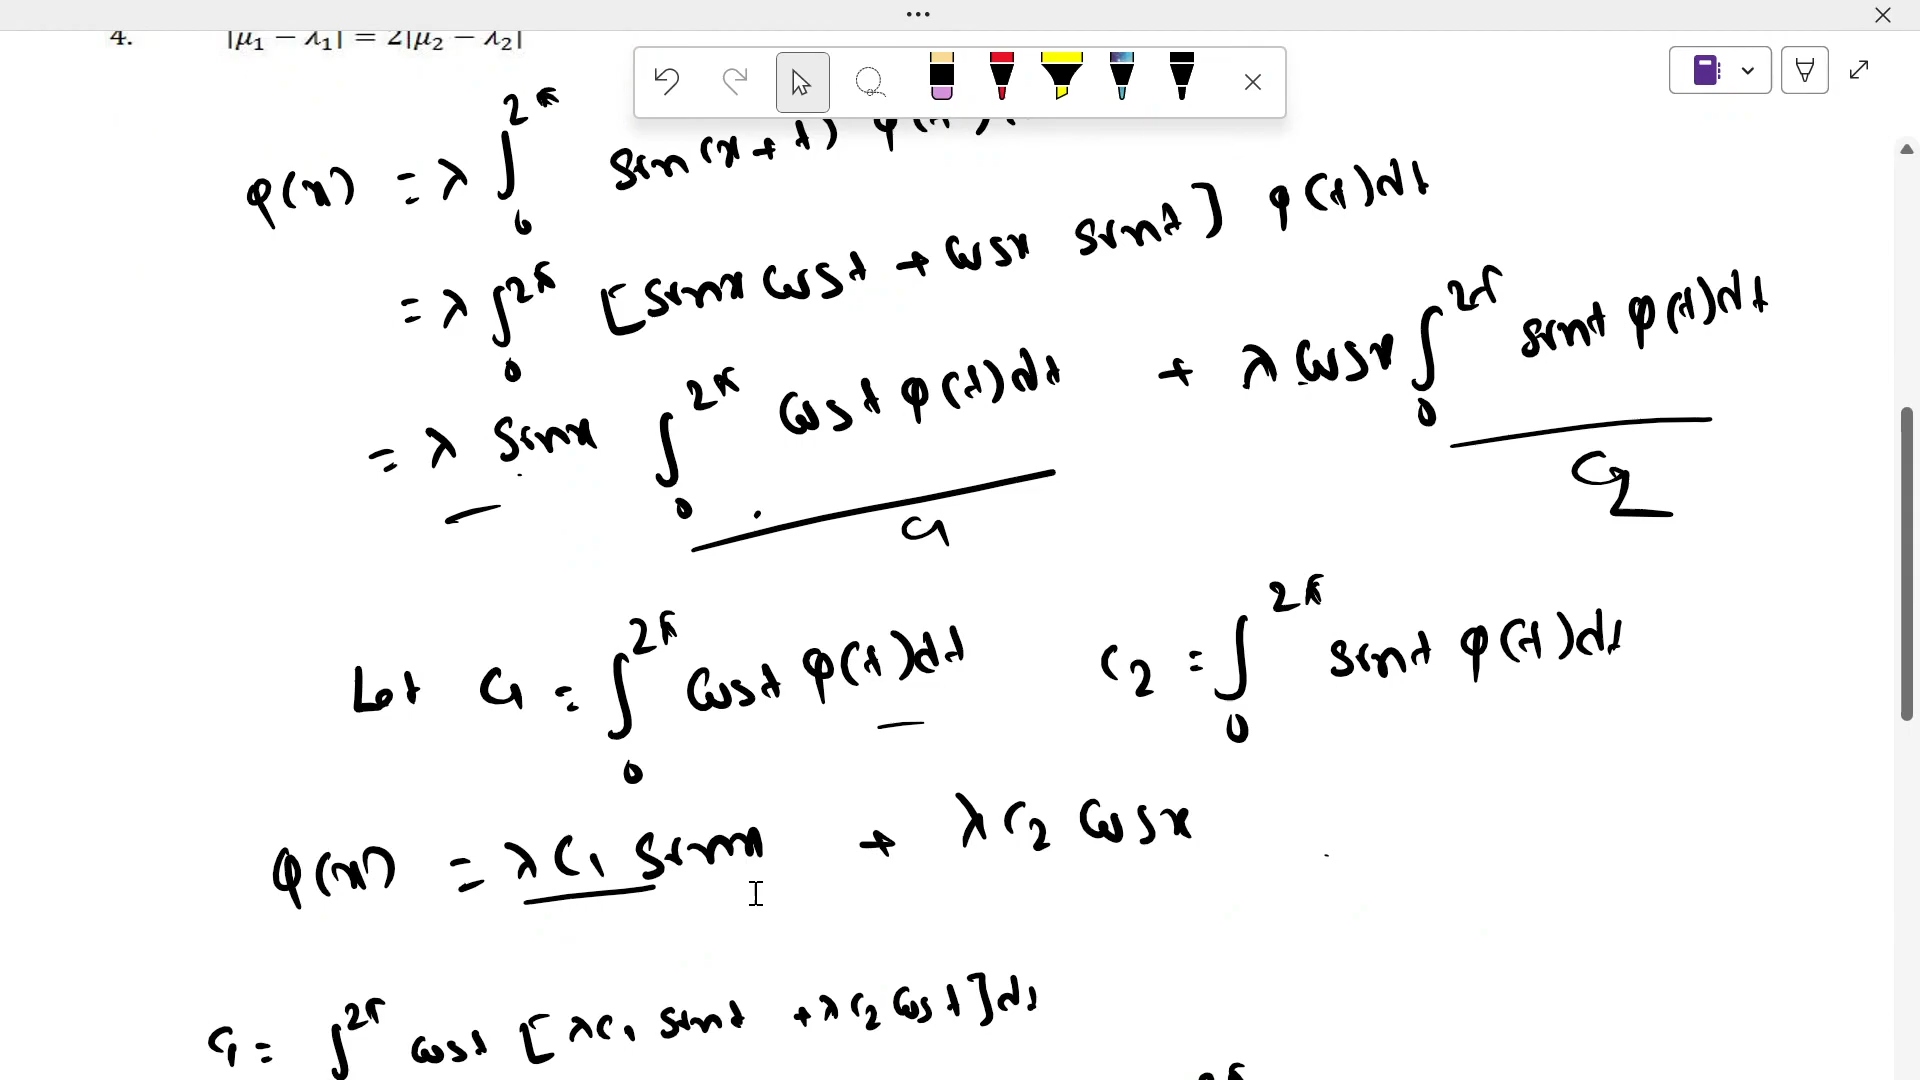 4. |μ₁ − λ₁| = 2|μ₂ − λ₂|
φ(x) = λ ∫₀^2π sin(x+t) φ(t)
= λ ∫₀^2π [sinx cost + cosx sint] φ(t)dt
= λ sinx ∫₀^2π cost φ(t)dt + λ cosx ∫₀^2π sint φ(t)dt
C₁ C₂
Let C₁ = ∫₀^2π cost φ(t)dt C₂ = ∫₀^2π sint φ(t)dt
φ(x) = λC₁ sinx + λC₂ cosx
C₁ = ∫^2π cost [λC₁ sint + λC₂ cost]dt
2π